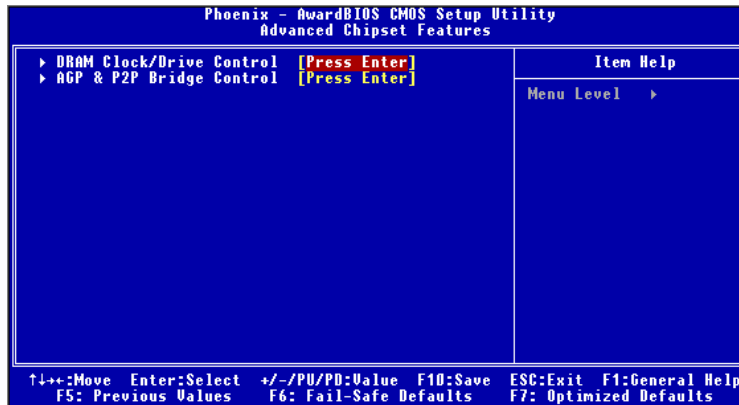 Phoenix - AwardBIOS CMOS Setup Utility
Advanced Chipset Features
▸ DRAM Clock/Drive Control [Press Enter]
▸ AGP & P2P Bridge Control [Press Enter]
Item Help
Menu Level ▸
↑↓→←:Move Enter:Select +/-/PU/PD:Value F10:Save ESC:Exit F1:General Help
F5: Previous Values F6: Fail-Safe Defaults F7: Optimized Defaults